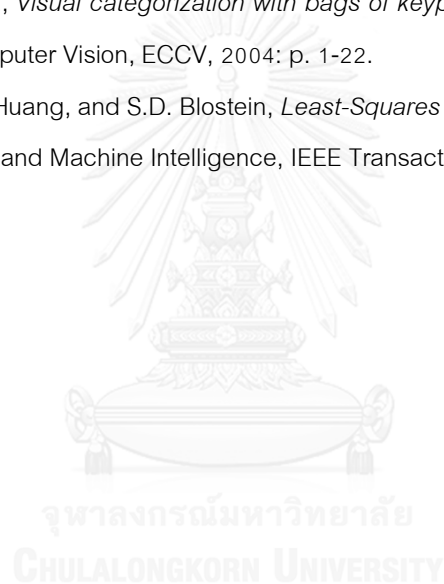 , Visual categorization with bags of keyp
puter Vision, ECCV, 2004: p. 1-22.
Huang, and S.D. Blostein, Least-Squares
and Machine Intelligence, IEEE Transact
จุฬาลงกรณ์มหาวิทยาลัย
CHULALONGKORN UNIVERSITY